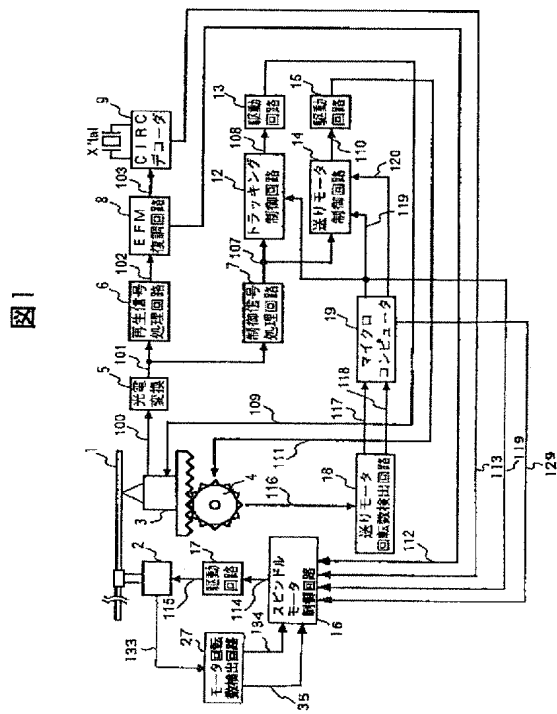 図1
1
2
133
3
4
100
光電
変換
5
101
再生信号
処理回路
6
102
EFM
復調回路
8
103
CIRC
デコーダ
9
X'tal
制御信号
処理回路
7
107
トラッキング
制御回路
12
108
駆動
回路
13
送りモータ
制御回路
14
110
駆動
回路
15
109
111
116
115
駆動
回路
17
114
モータ回転
数検出回路
27
134
35
スピンドル
モータ
制御回路
16
送りモータ
回転数検出回路
18
117
118
マイクロ
コンピュータ
19
119
120
112
113
119
129